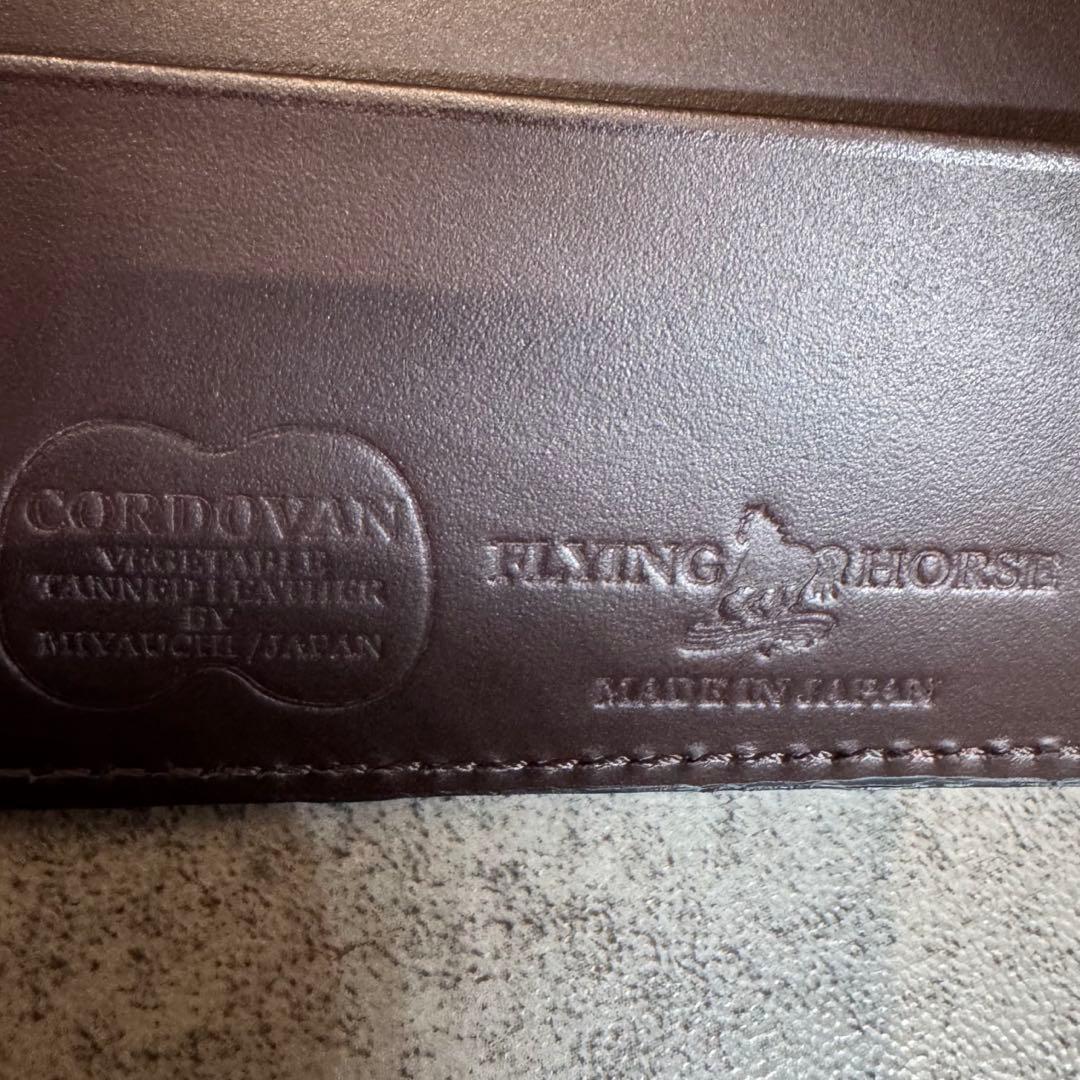 CORDOVAN
VEGETABLE
TANNED LEATHER
BY
MIYAUCHI/JAPAN
FLYING HORSE
MADE IN JAPAN